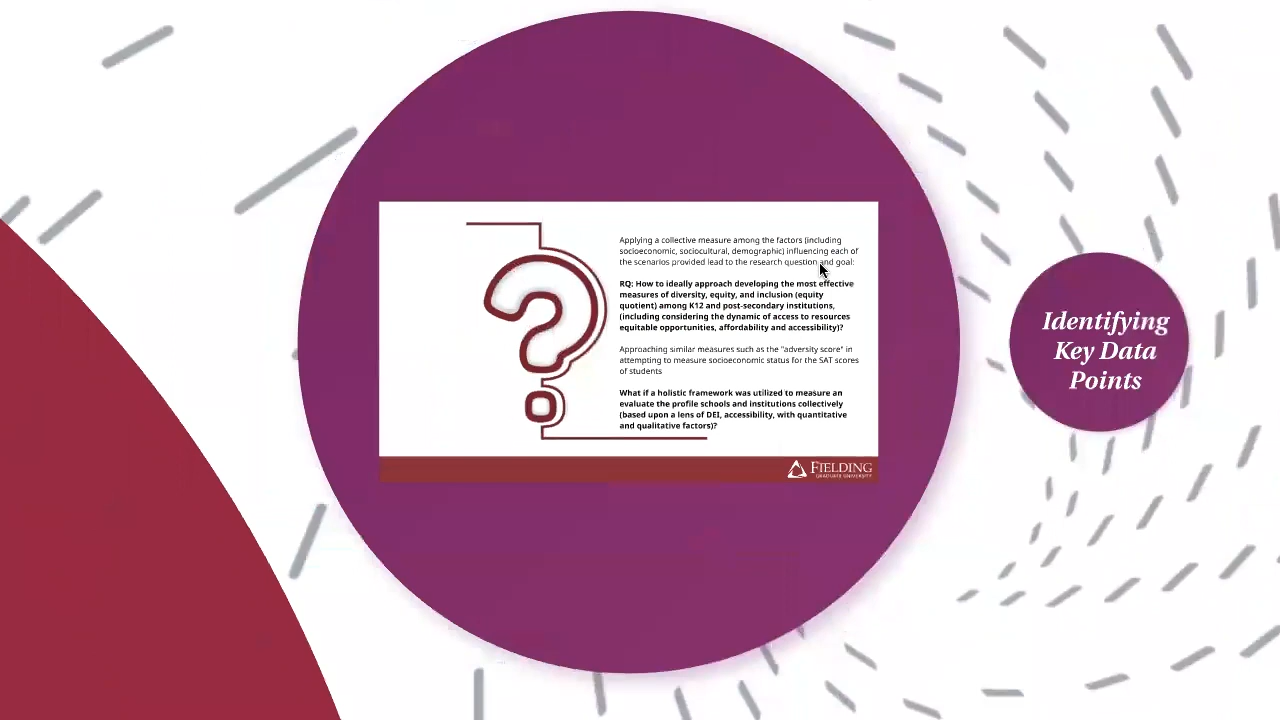 Applying a collective measure among the factors (including
socioeconomic, sociocultural, demographic) influencing each of
the scenarios provided lead to the research question and goal:
RQ: How to ideally approach developing the most effective
measures of diversity, equity, and inclusion (equity
quotient) among K12 and post-secondary institutions,
(including considering the dynamic of access to resources
equitable opportunities, affordability and accessibility)?
Approaching similar measures such as the "adversity score" in
attempting to measure socioeconomic status for the SAT scores
of students
What if a holistic framework was utilized to measure an
evaluate the profile schools and institutions collectively
(based upon a lens of DEI, accessibility, with quantitative
and qualitative factors)?
FIELDING
GRADUATE UNIVERSITY
Identifying
Key Data
Points